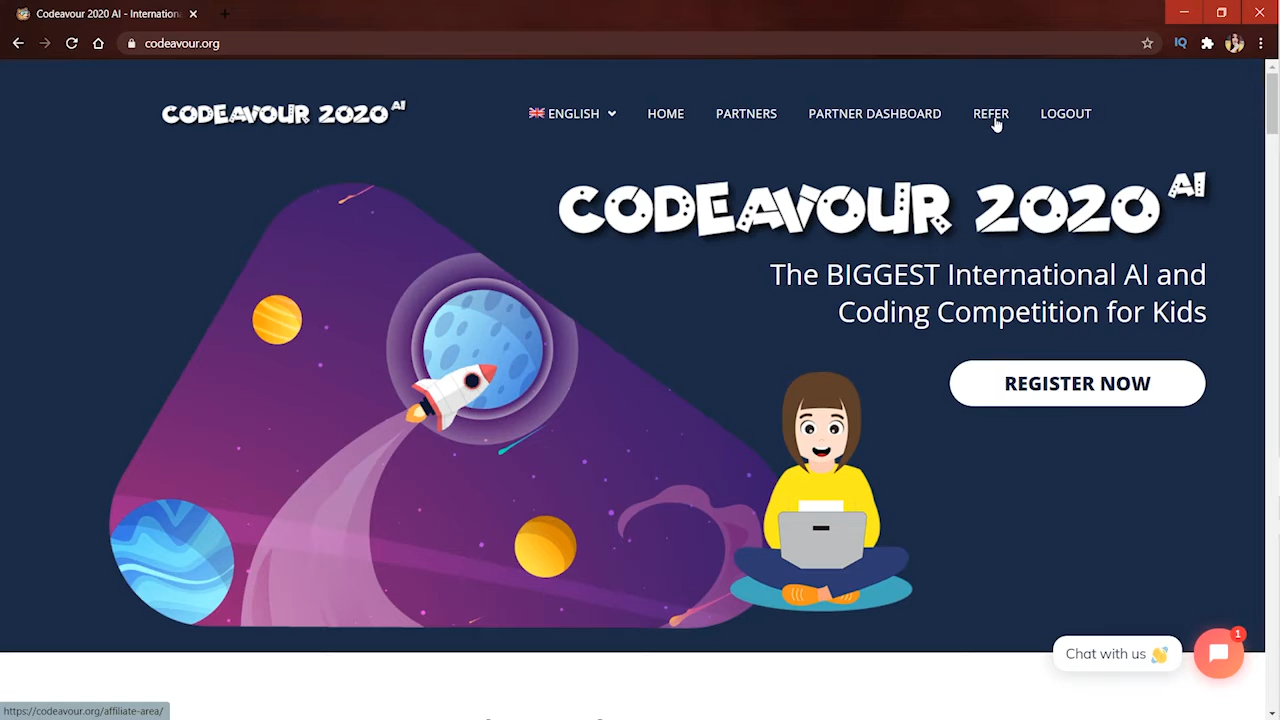 Codeavour 2020 AI - Internationa
codeavour.org
IQ
CODEAVOUR 2020 AI
ENGLISH
HOME
PARTNERS
PARTNER DASHBOARD
REFER
LOGOUT
CODEAVOUR 2020 AI
The BIGGEST International AI and
Coding Competition for Kids
REGISTER NOW
Chat with us
1
https://codeavour.org/affiliate-area/